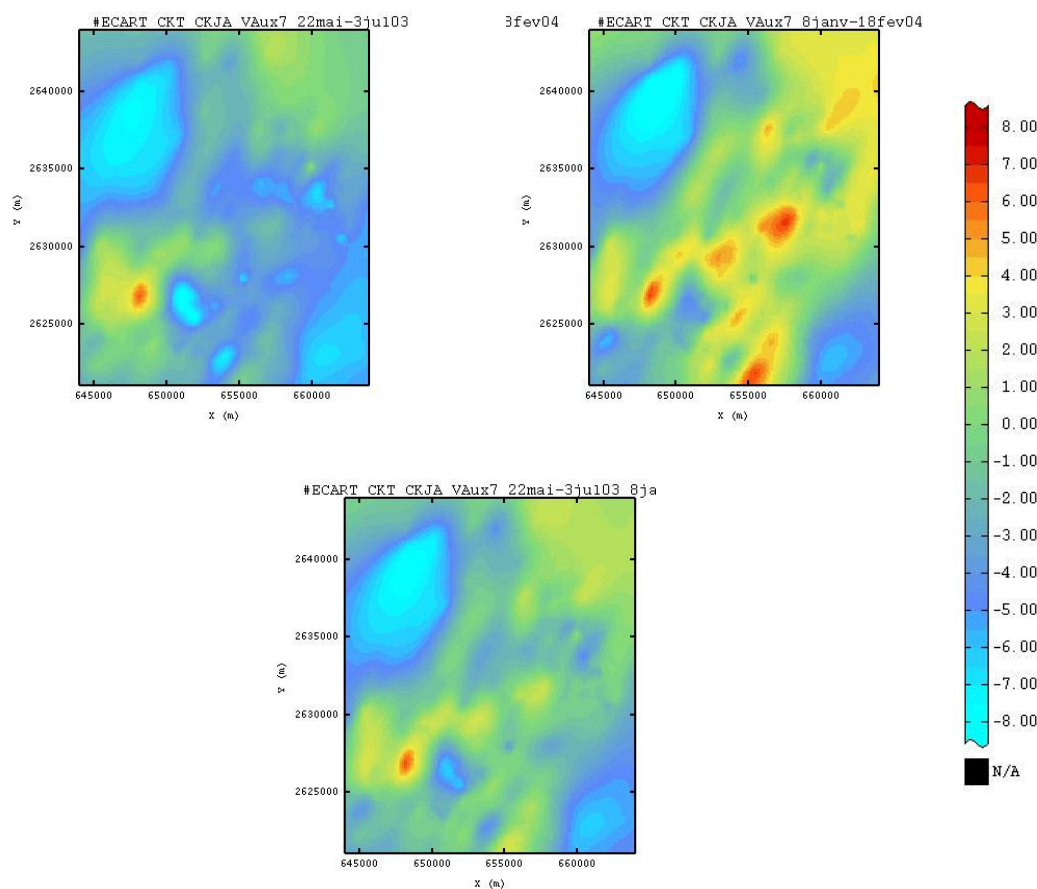 #ECART CKT CKJA VAux7 22mai-3jul03
3fev04
#ECART CKT CKJA VAux7 8janv-18fev04
2640000
2635000
2630000
2625000
Y (m)
645000 650000 655000 660000
X (m)
2640000
2635000
2630000
2625000
Y (m)
645000 650000 655000 660000
X (m)
8.00
7.00
6.00
5.00
4.00
3.00
2.00
1.00
0.00
-1.00
-2.00
-3.00
-4.00
-5.00
-6.00
-7.00
-8.00
N/A
#ECART CKT CKJA VAux7 22mai-3jul03 8ja
2640000
2635000
2630000
2625000
Y (m)
645000 650000 655000 660000
X (m)